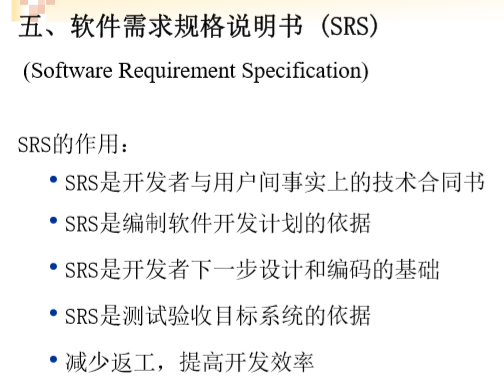 五、软件需求规格说明书（SRS）
(Software Requirement Specification)
SRS的作用：
•SRS是开发者与用户间事实上的技术合同书
•SRS是编制软件开发计划的依据
•SRS是开发者下一步设计和编码的基础
•SRS是测试验收目标系统的依据
•减少返工，提高开发效率